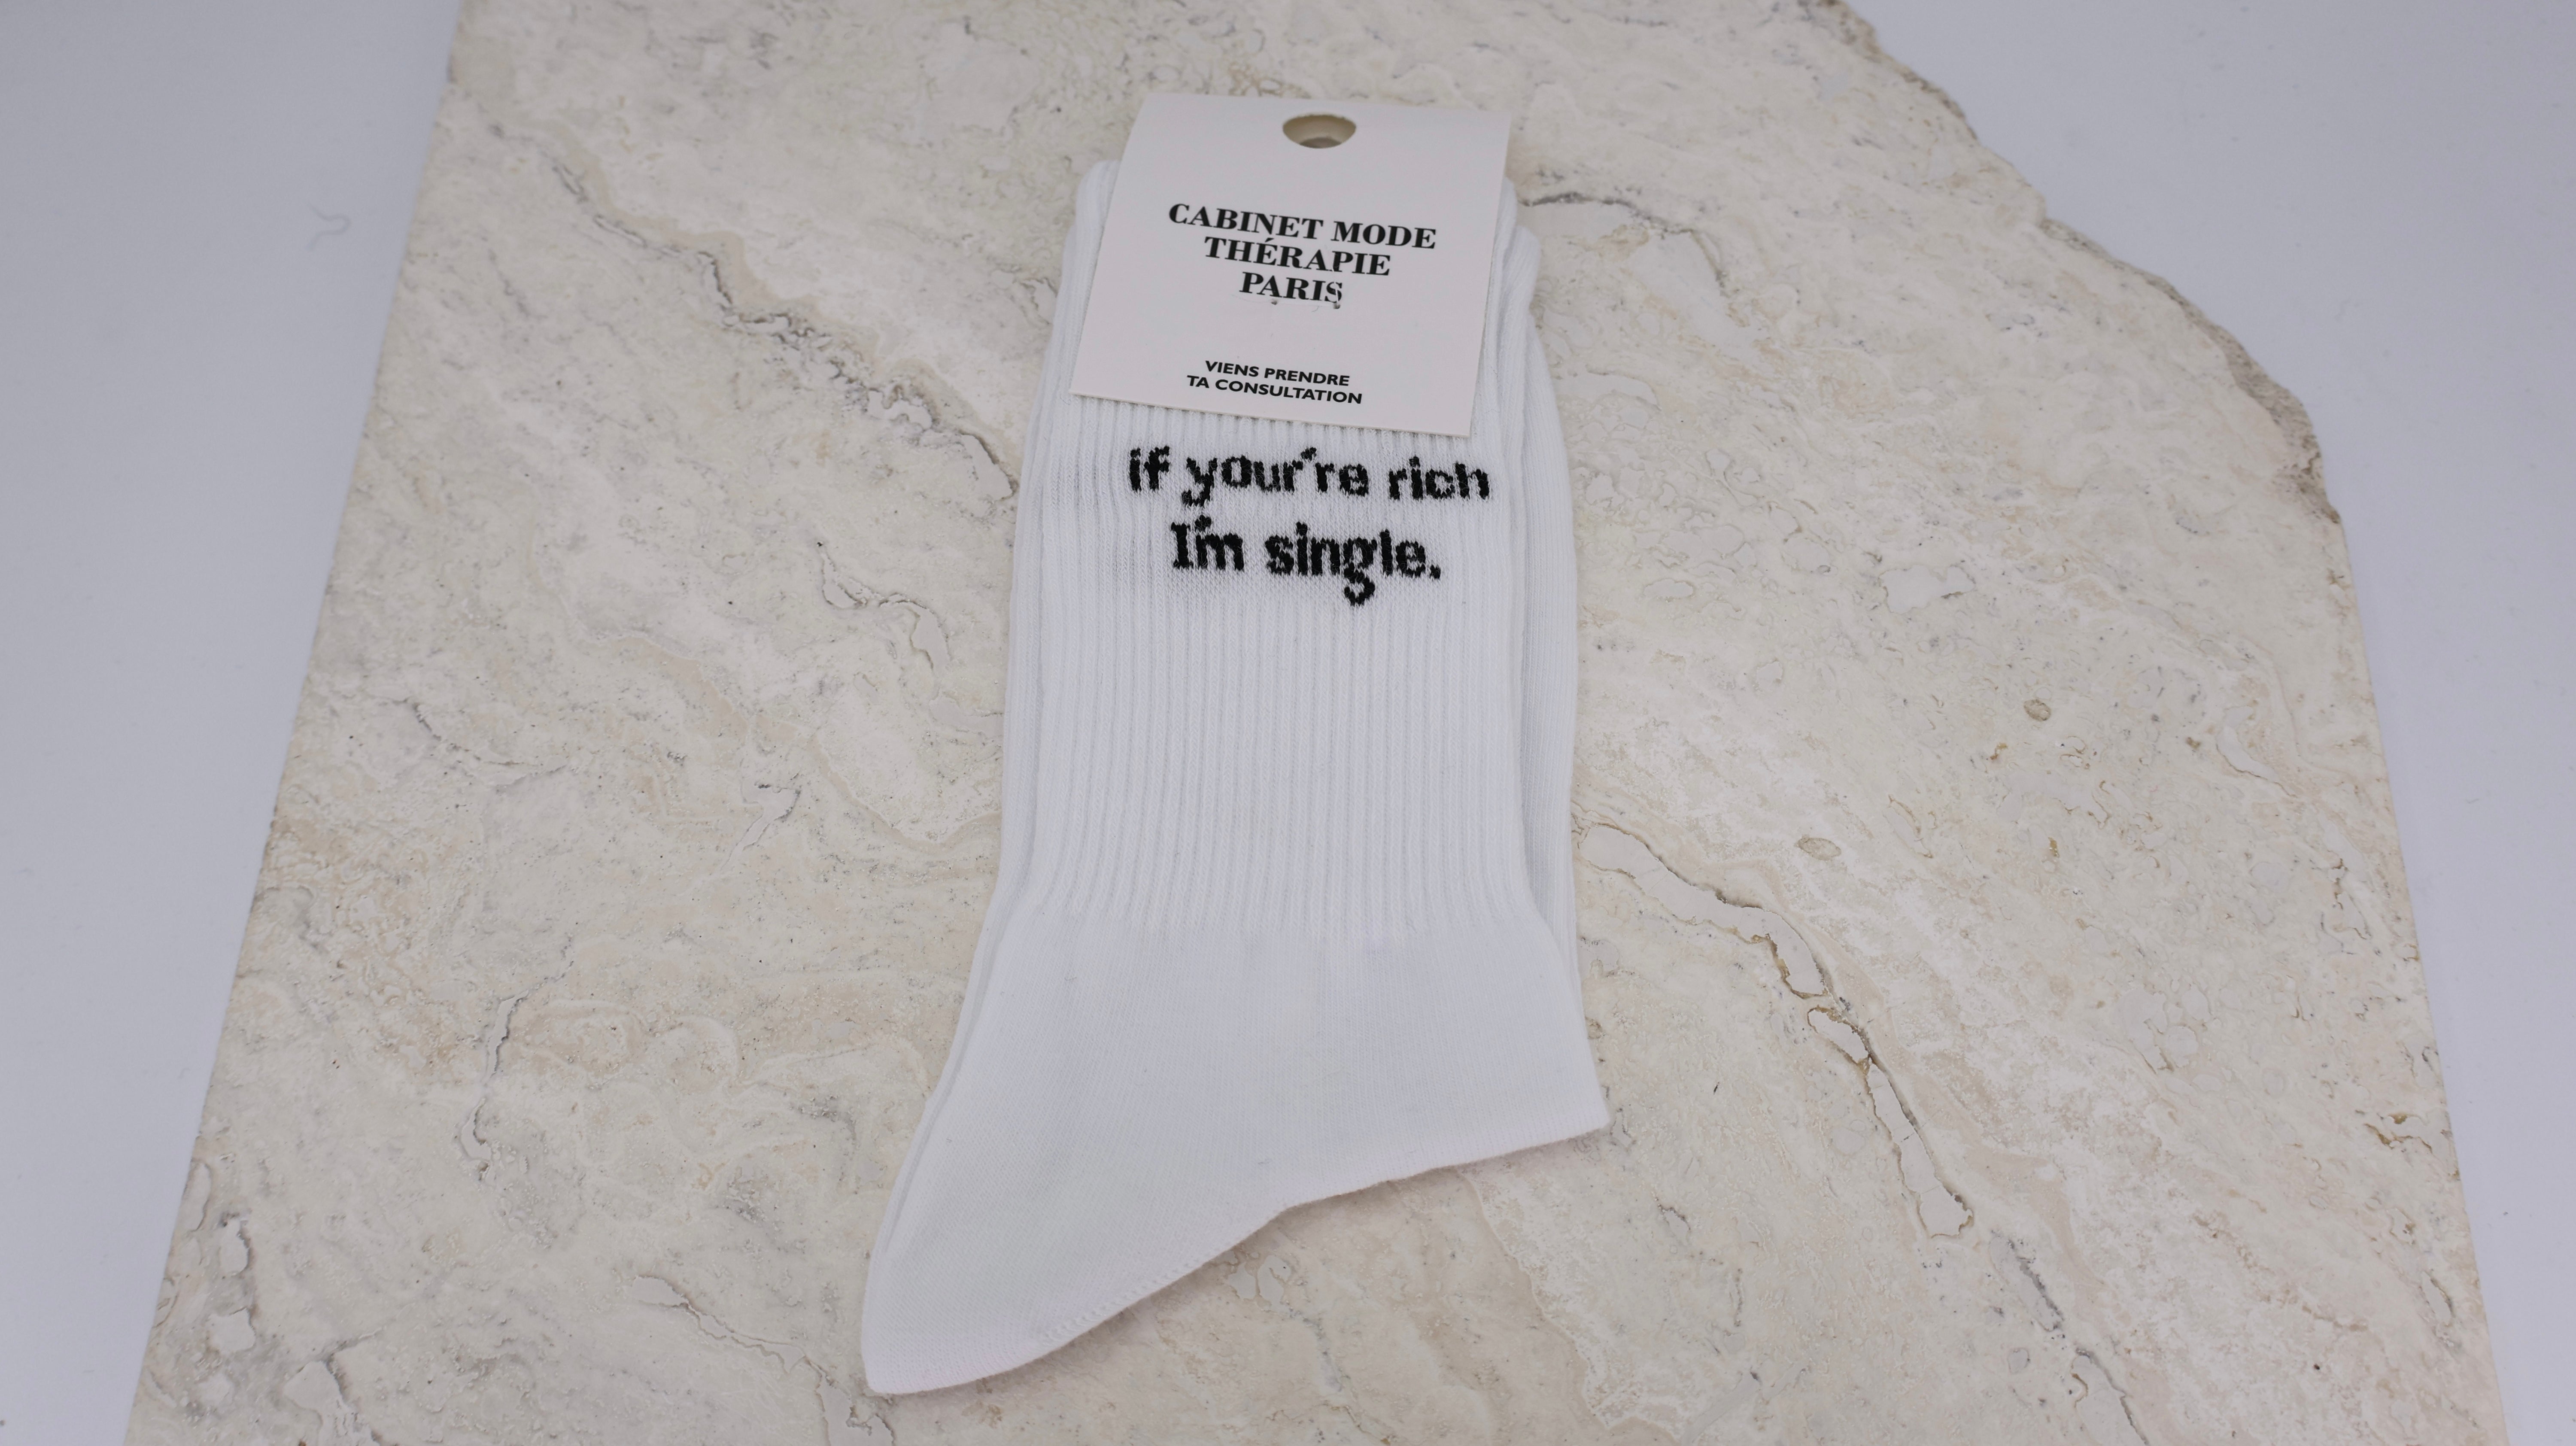 CABINET MODE
THÉRAPIE
PARIS
VIENS PRENDRE
TA CONSULTATION
if your're rich
I'm single.